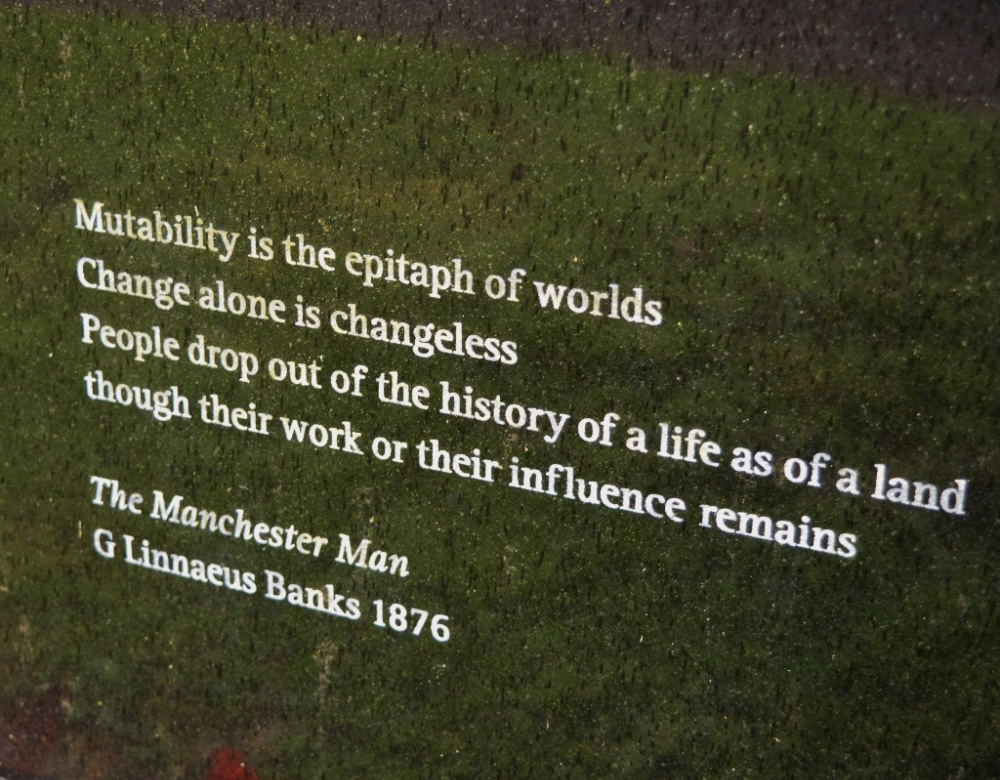 Mutability is the epitaph of worlds
Change alone is changeless
People drop out of the history of a life as of a land
though their work or their influence remains
The Manchester Man
G Linnaeus Banks 1876